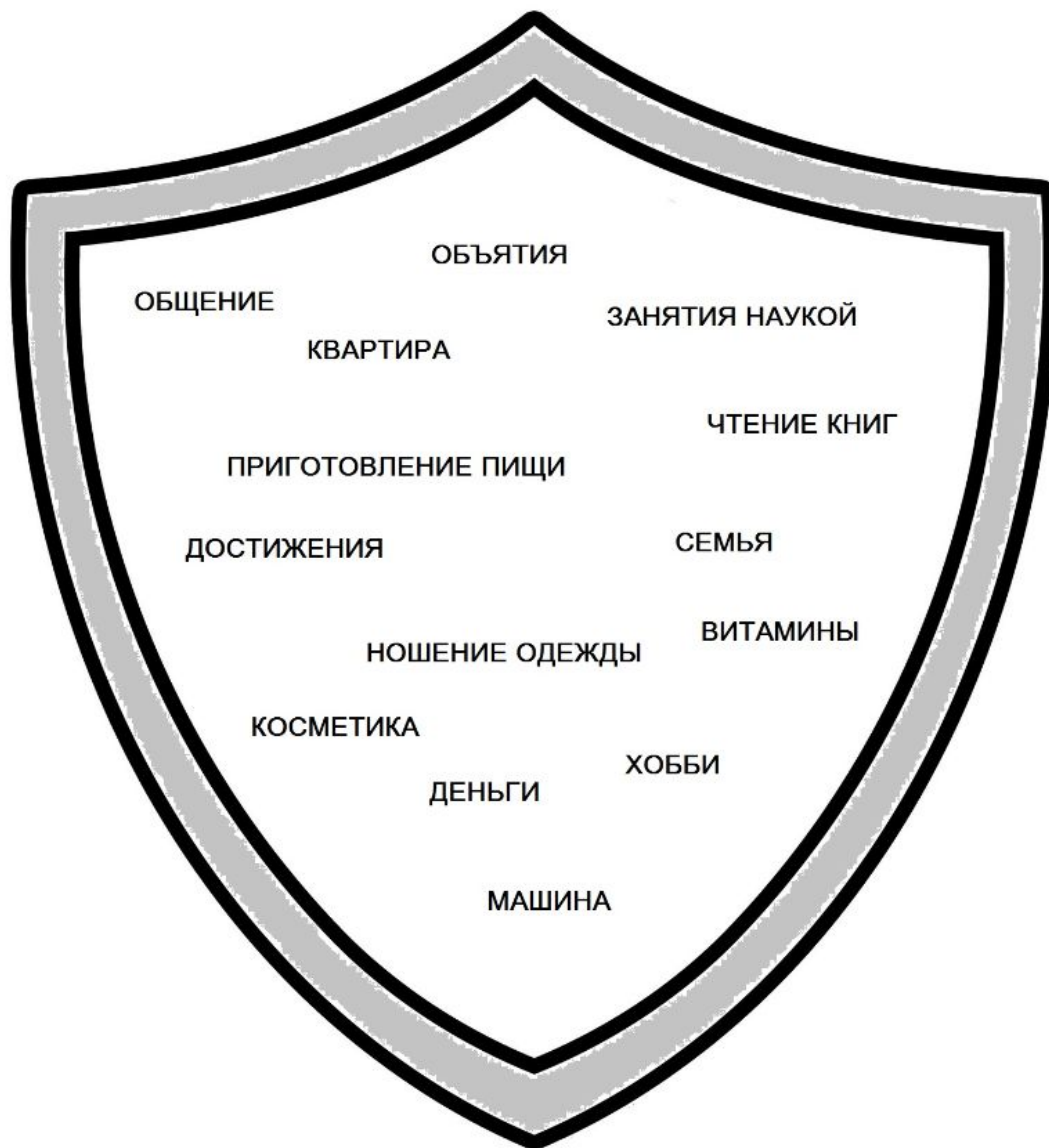 ОБЪЯТИЯ
ОБЩЕНИЕ
ЗАНЯТИЯ НАУКОЙ
КВАРТИРА
ЧТЕНИЕ КНИГ
ПРИГОТОВЛЕНИЕ ПИЩИ
ДОСТИЖЕНИЯ
СЕМЬЯ
ВИТАМИНЫ
НОШЕНИЕ ОДЕЖДЫ
КОСМЕТИКА
ХОББИ
ДЕНЬГИ
МАШИНА